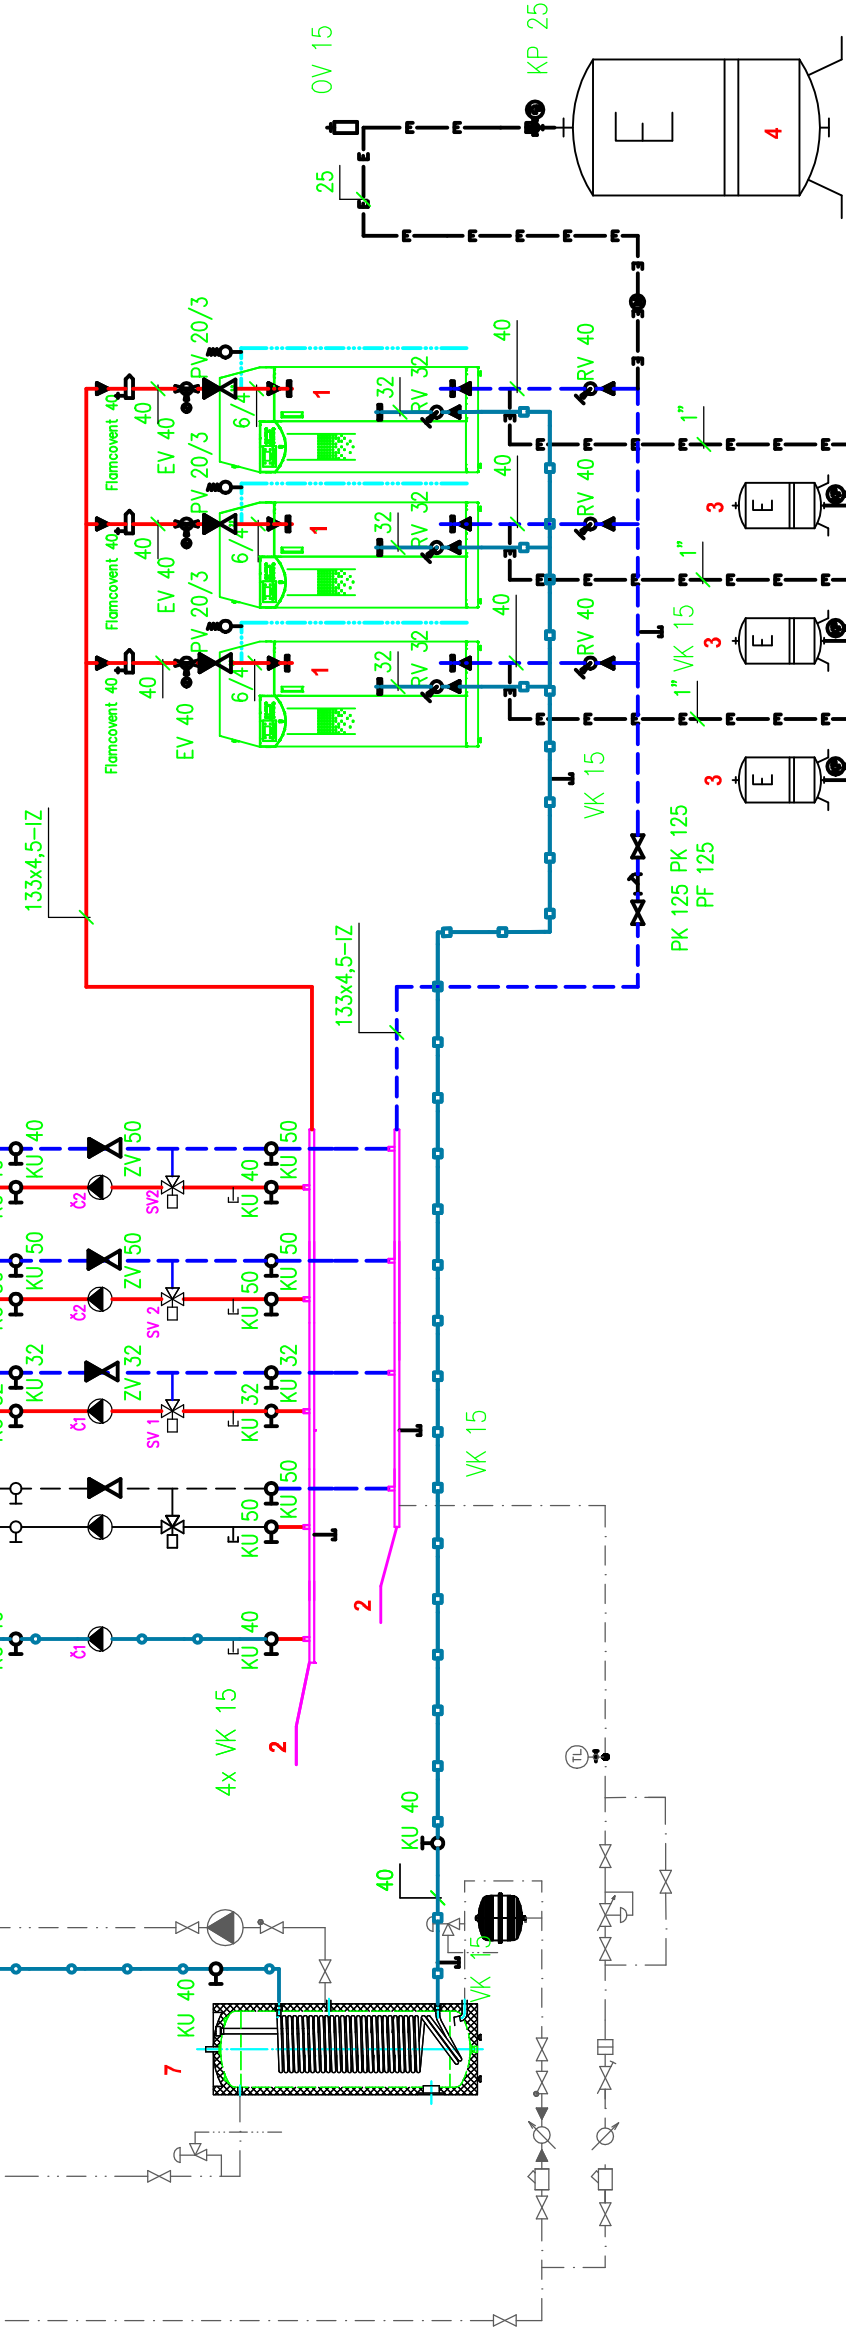 OV 15
KP 25
E
4
25
Flamcovent 40
40
EV 40
PV 20/3
6/4
1
32
RV 32
40
RV 40
1"
3
E
Flamcovent 40
40
EV 40
PV 20/3
6/4
1
32
RV 32
40
RV 40
1"
3
E
Flamcovent 40
40
EV 40
PV 20/3
6/4
1
32
RV 32
40
RV 40
VK 15
1"
3
E
VK 15
PK 125 PK 125
PF 125
133x4,5-IZ
133x4,5-IZ
KU 40
ZV 50
KU 50
Č2
SV2
KU 40
KU 50
ZV 50
KU 50
Č2
SV 2
KU 50
KU 32
ZV 32
KU 32
Č1
SV 1
KU 32
KU 50
KU 50
VK 15
Č1
KU 40
2
2
4x VK 15
TL
KU 40
40
VK 15
KU 40
7